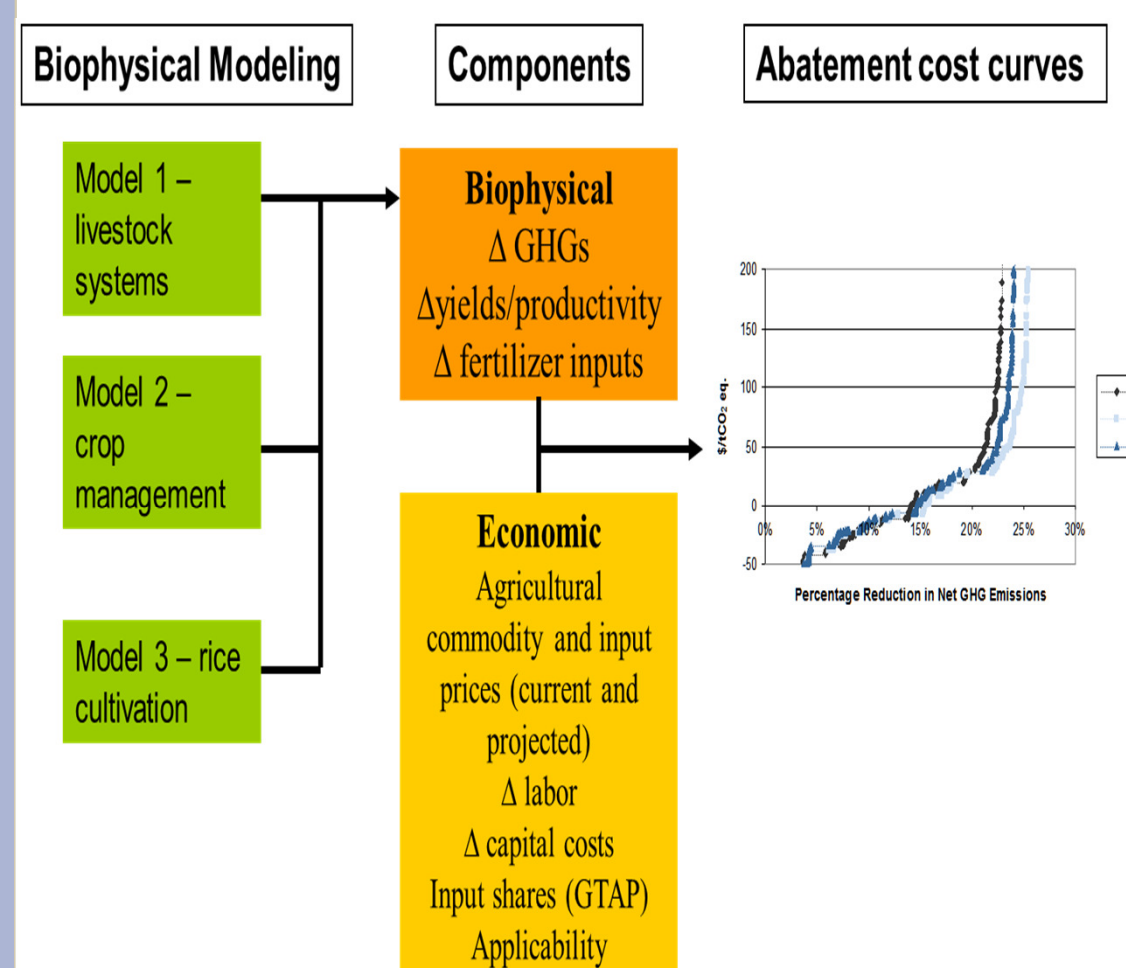 Biophysical Modeling
Components
Abatement cost curves
Model 1 –
livestock
systems
Model 2 –
crop
management
Model 3 – rice
cultivation
Biophysical
Δ GHGs
Δyields/productivity
Δ fertilizer inputs
Economic
Agricultural
commodity and input
prices (current and
projected)
Δ labor
Δ capital costs
Input shares (GTAP)
Applicability
$/tCO₂ eq.
200
150
100
50
0
-50
0% 5% 10% 15% 20% 25% 30%
Percentage Reduction in Net GHG Emissions